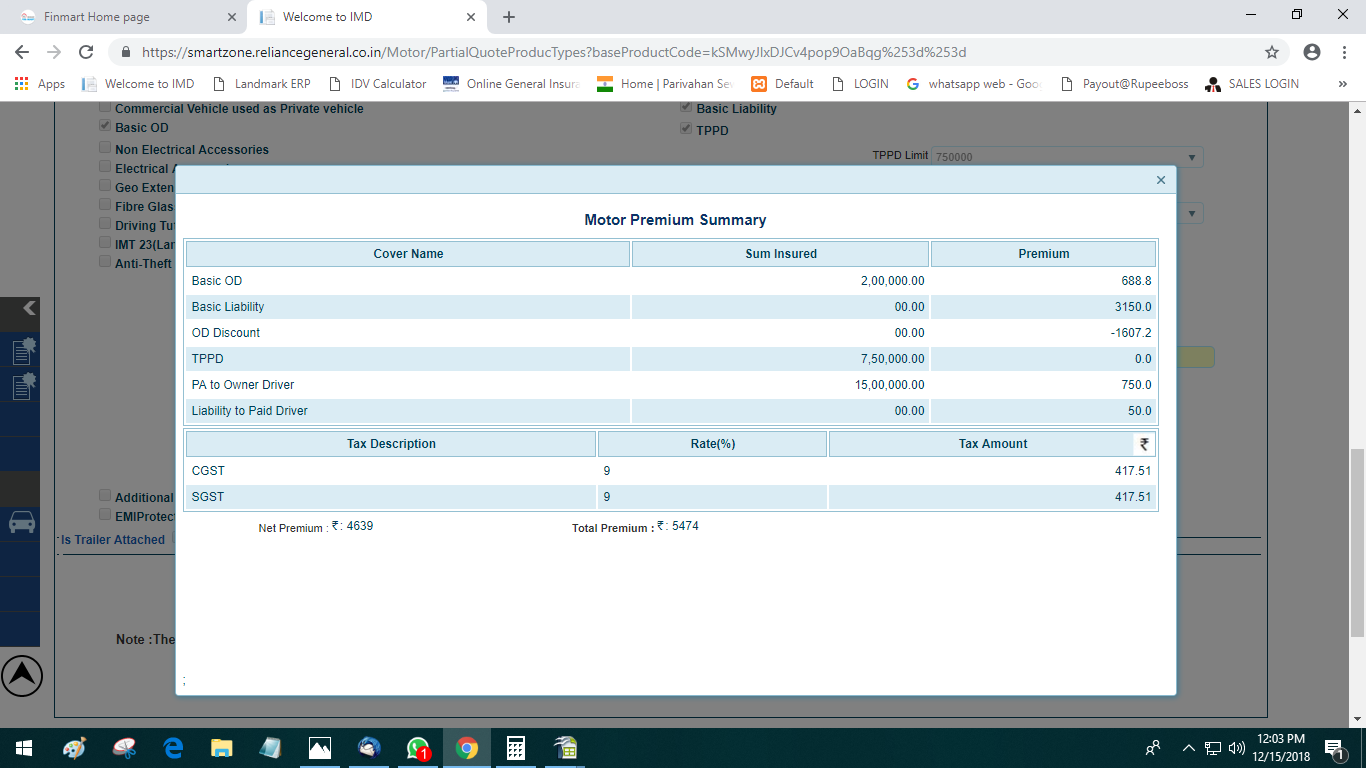 Finmart Home page
Welcome to IMD
https://smartzone.reliancegeneral.co.in/Motor/PartialQuoteProducTypes?baseProductCode=kSMwyJlxDJCv4pop9OaBqg%253d%253d
Apps Welcome to IMD Landmark ERP IDV Calculator Online General Insura Home | Parivahan Sev Default LOGIN whatsapp web - Goo Payout@Rupeeboss SALES LOGIN »
Commercial Vehicle used as Private vehicle Basic Liability
Basic OD TPPD
Non Electrical Accessories TPPD Limit 750000
Electrical
Geo Exten
Fibre Glas
Driving Tu
IMT 23(Lar
Anti-Theft
Motor Premium Summary
Cover Name Sum Insured Premium
Basic OD 2,00,000.00 688.8
Basic Liability 00.00 3150.0
OD Discount 00.00 -1607.2
TPPD 7,50,000.00 0.0
PA to Owner Driver 15,00,000.00 750.0
Liability to Paid Driver 00.00 50.0
Tax Description Rate(%) Tax Amount ₹
CGST 9 417.51
SGST 9 417.51
Net Premium : ₹: 4639 Total Premium : ₹: 5474
Additional
EMIProtec
Is Trailer Attached
Note :The
;
1
12:03 PM
12/15/2018
1